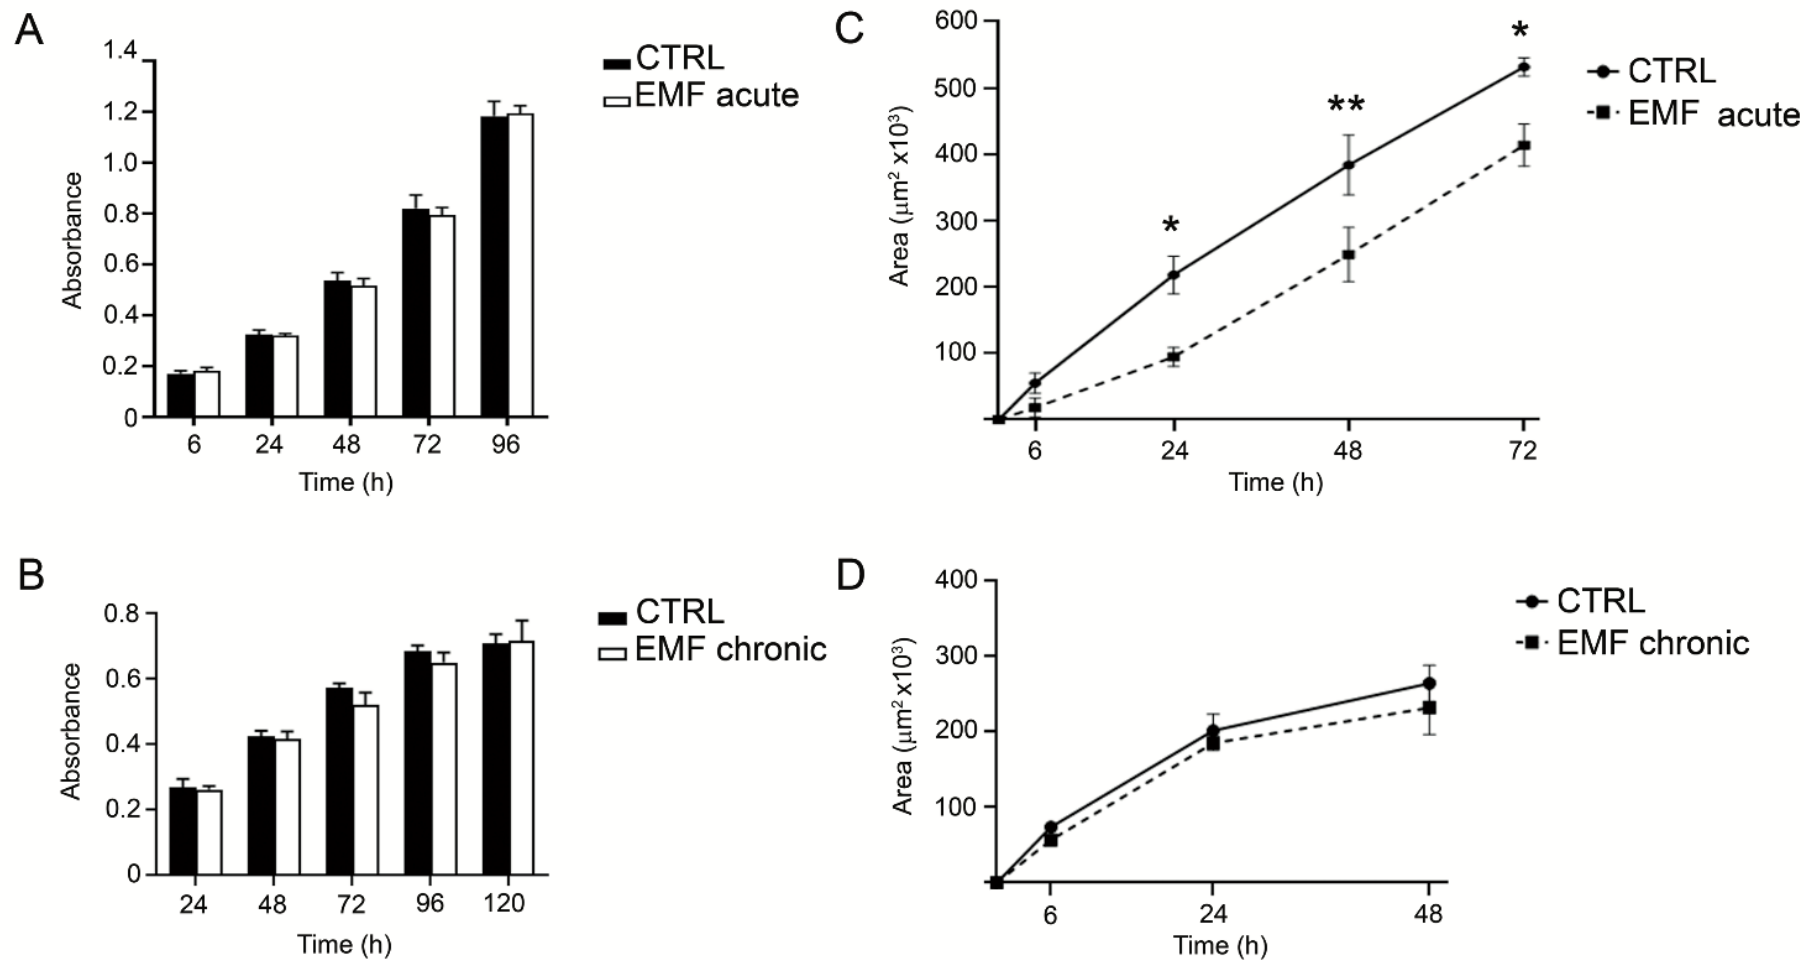 A
1.4
1.2
1.0
0.8
0.6
0.4
0.2
0
Absorbance
6 24 48 72 96
Time (h)
CTRL
EMF acute
C
600
500
400
300
200
100
Area (μm² x10³)
*
**
*
6 24 48 72
Time (h)
CTRL
EMF acute
B
0.8
0.6
0.4
0.2
0
Absorbance
24 48 72 96 120
Time (h)
CTRL
EMF chronic
D
400
300
200
100
Area (μm² x10³)
6 24 48
Time (h)
CTRL
EMF chronic